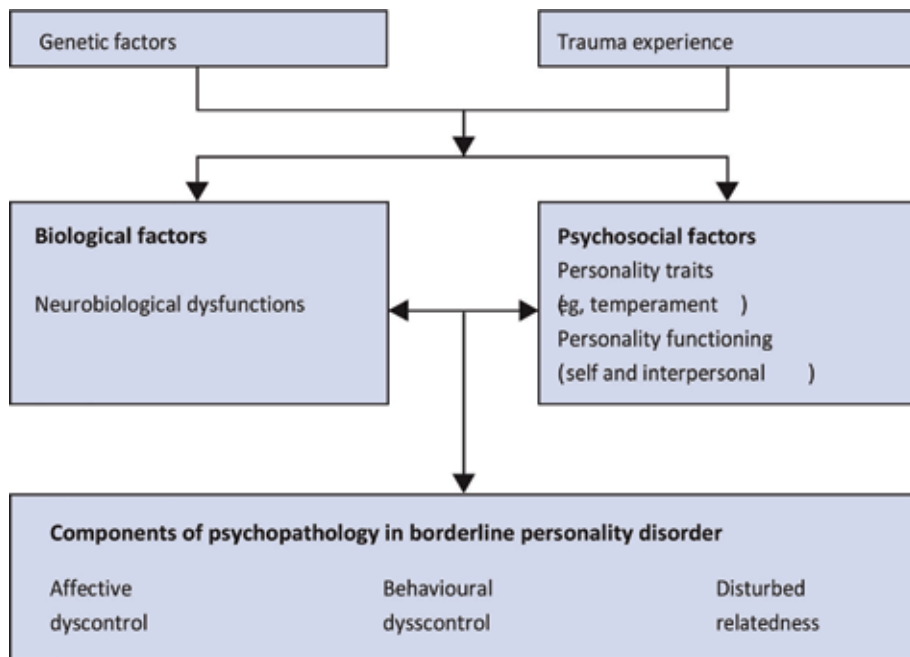 Genetic factors
Trauma experience
Biological factors
Neurobiological dysfunctions
Psychosocial factors
Personality traits
(eg, temperament )
Personality functioning
(self and interpersonal )
Components of psychopathology in borderline personality disorder
Affective
dyscontrol
Behavioural
dysscontrol
Disturbed
relatedness